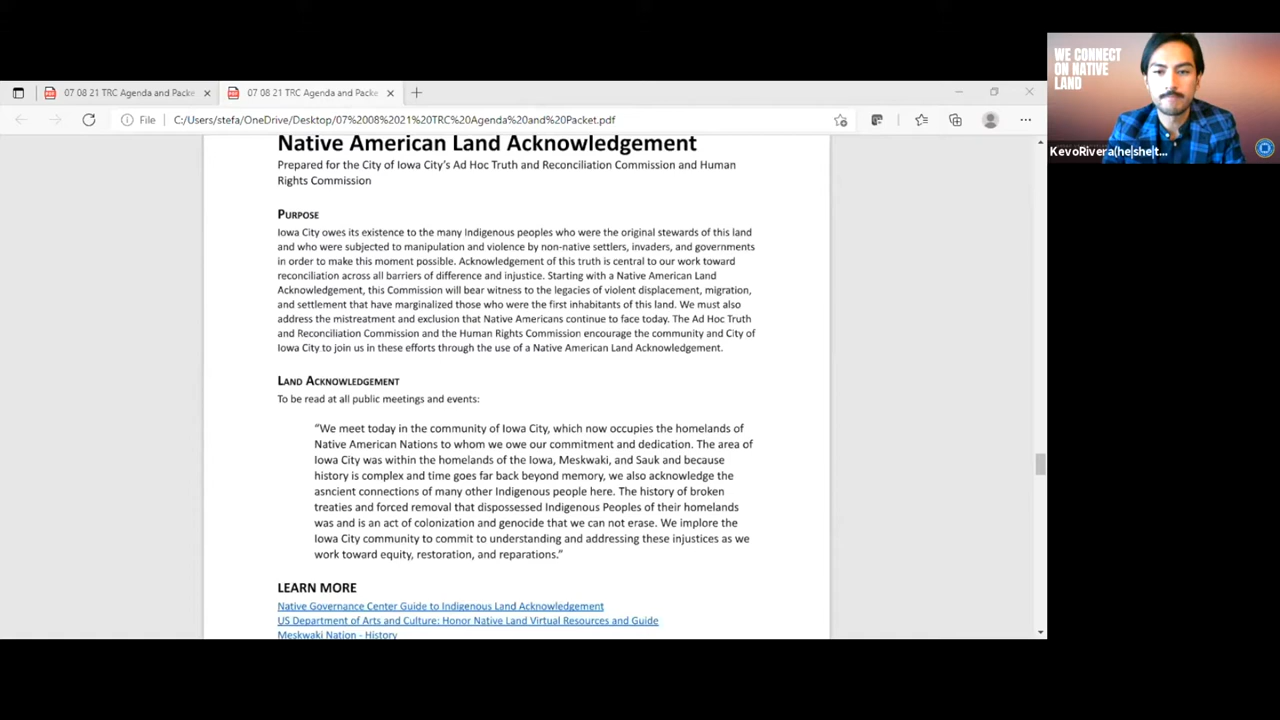 WE CONNECT
ON NATIVE
LAND
KevoRivera(he|she|t...
07 08 21 TRC Agenda and Packe
07 08 21 TRC Agenda and Packe
File
C:/Users/stefa/OneDrive/Desktop/07%2008%2021%20TRC%20Agenda%20and%20Packet.pdf
Native American Land Acknowledgement
Prepared for the City of Iowa City's Ad Hoc Truth and Reconciliation Commission and Human
Rights Commission
PURPOSE
Iowa City owes its existence to the many Indigenous peoples who were the original stewards of this land
and who were subjected to manipulation and violence by non-native settlers, invaders, and governments
in order to make this moment possible. Acknowledgement of this truth is central to our work toward
reconciliation across all barriers of difference and injustice. Starting with a Native American Land
Acknowledgement, this Commission will bear witness to the legacies of violent displacement, migration,
and settlement that have marginalized those who were the first inhabitants of this land. We must also
address the mistreatment and exclusion that Native Americans continue to face today. The Ad Hoc Truth
and Reconciliation Commission and the Human Rights Commission encourage the community and City of
Iowa City to join us in these efforts through the use of a Native American Land Acknowledgement.
LAND ACKNOWLEDGEMENT
To be read at all public meetings and events:
"We meet today in the community of Iowa City, which now occupies the homelands of
Native American Nations to whom we owe our commitment and dedication. The area of
Iowa City was within the homelands of the Iowa, Meskwaki, and Sauk and because
history is complex and time goes far back beyond memory, we also acknowledge the
asncient connections of many other Indigenous people here. The history of broken
treaties and forced removal that dispossessed Indigenous Peoples of their homelands
was and is an act of colonization and genocide that we can not erase. We implore the
Iowa City community to commit to understanding and addressing these injustices as we
work toward equity, restoration, and reparations."
LEARN MORE
Native Governance Center Guide to Indigenous Land Acknowledgement
US Department of Arts and Culture: Honor Native Land Virtual Resources and Guide
Meskwaki Nation - History